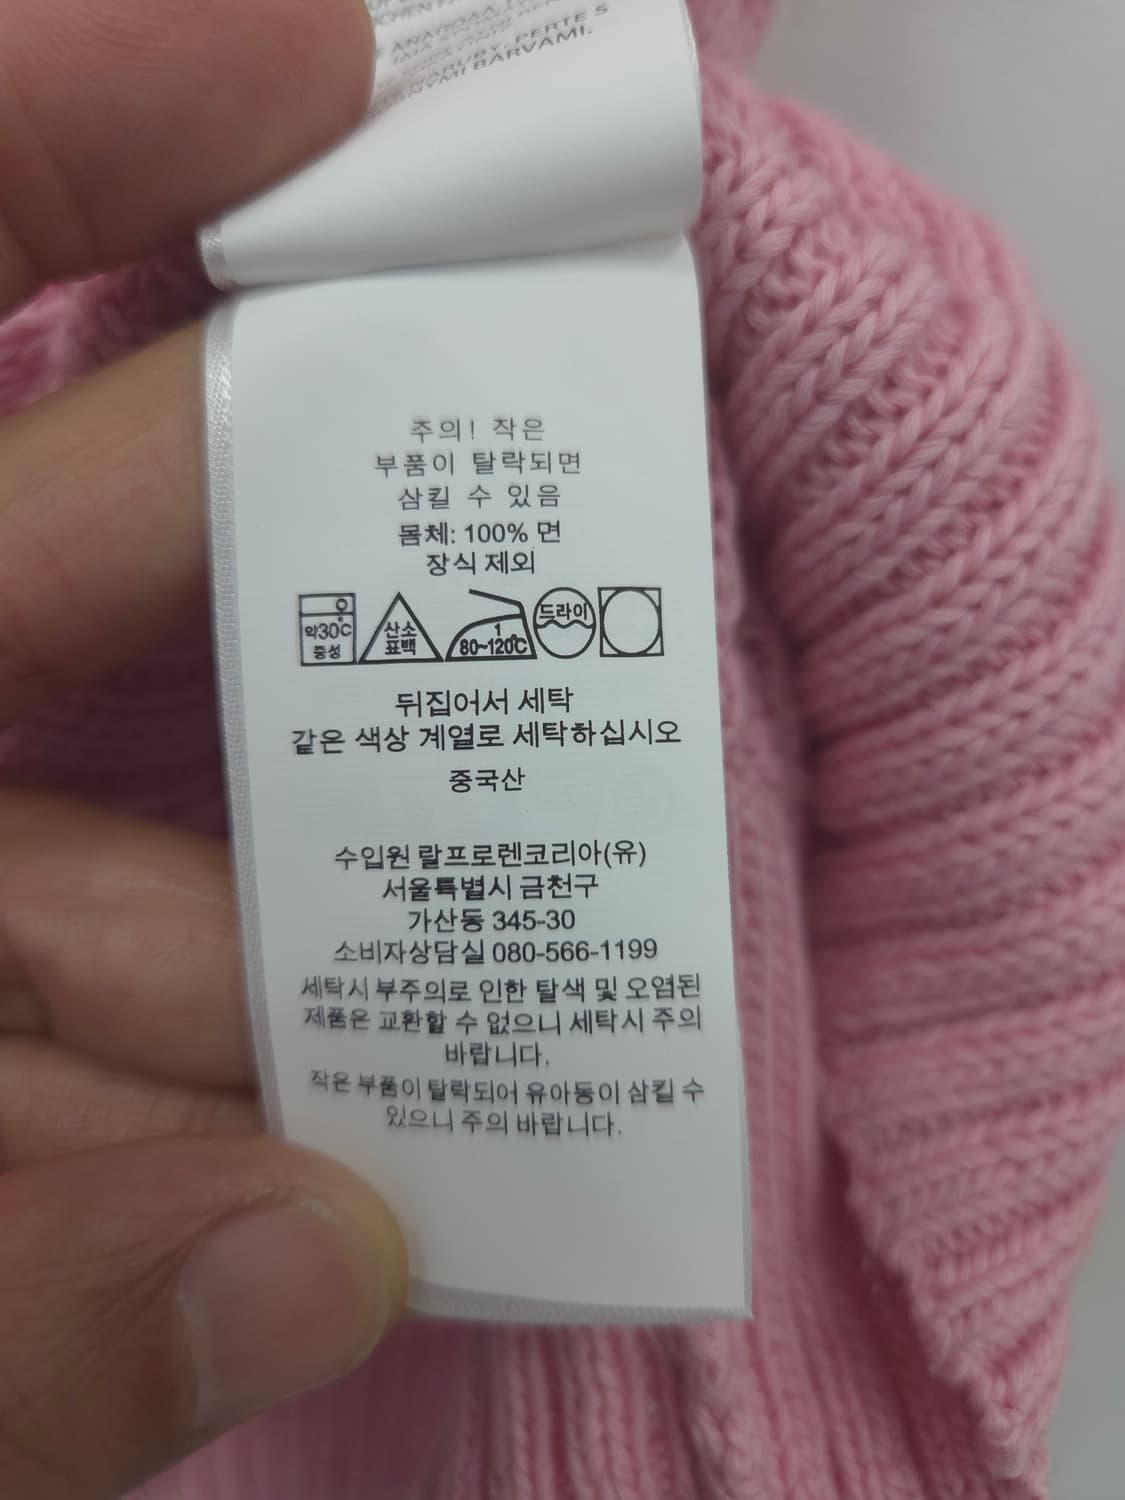 CHEN
ANAΠΟΔΑ
NARUBY, PERTE S
BARVAMI.
주의! 작은
부품이 탈락되면
삼킬 수 있음
몸체: 100% 면
장식 제외
약30℃
중성
산소
표백
1
80~120℃
드라이
뒤집어서 세탁
같은 색상 계열로 세탁하십시오
중국산
수입원 랄프로렌코리아(유)
서울특별시 금천구
가산동 345-30
소비자상담실 080-566-1199
세탁시 부주의로 인한 탈색 및 오염된
제품은 교환할 수 없으니 세탁시 주의
바랍니다.
작은 부품이 탈락되어 유아동이 삼킬 수
있으니 주의 바랍니다.